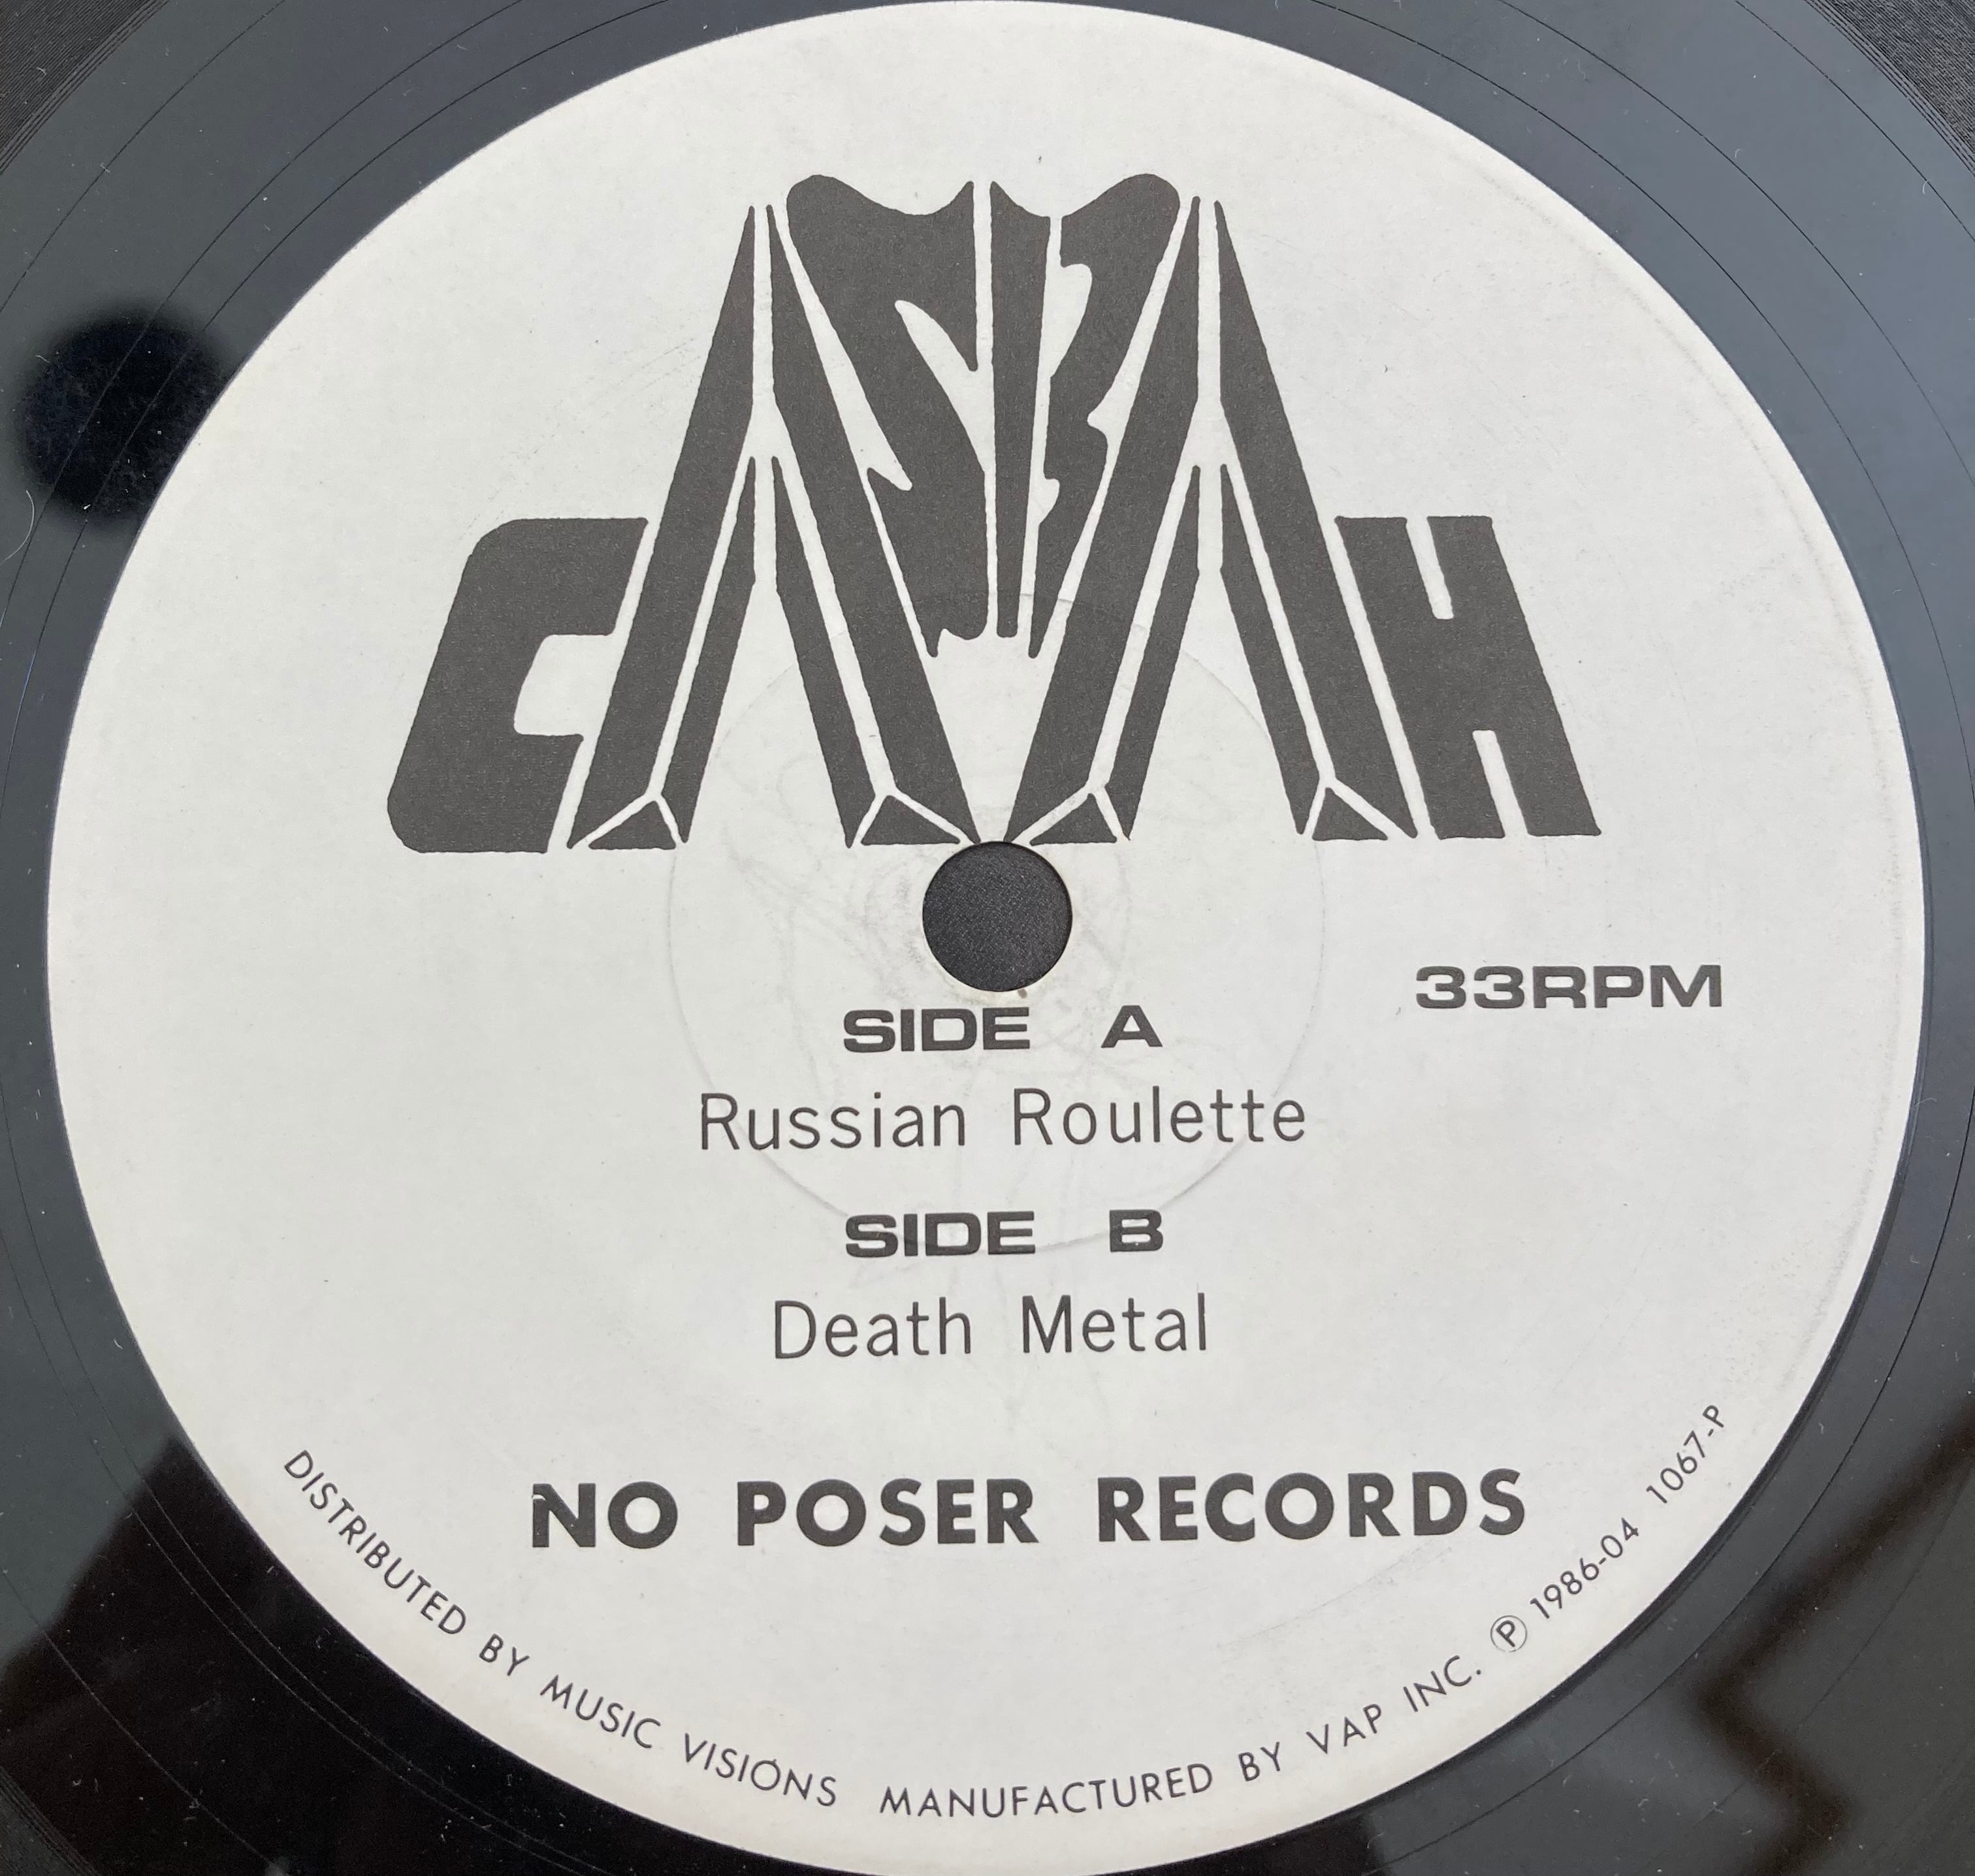 CASBAH
33RPM
SIDE A
Russian Roulette
SIDE B
Death Metal
NO POSER RECORDS
DISTRIBUTED BY MUSIC VISIONS MANUFACTURED BY VAP INC. Ⓟ 1986-04 1067-P